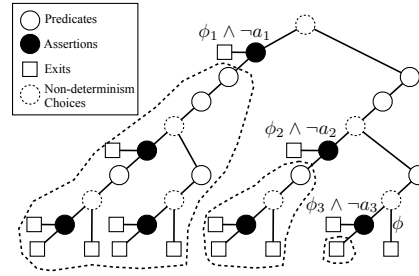 Predicates
Assertions
Exits
Non-determinism
Choices
ϕ₁ ∧ ¬a₁
ϕ₂ ∧ ¬a₂
ϕ₃ ∧ ¬a₃
ϕ